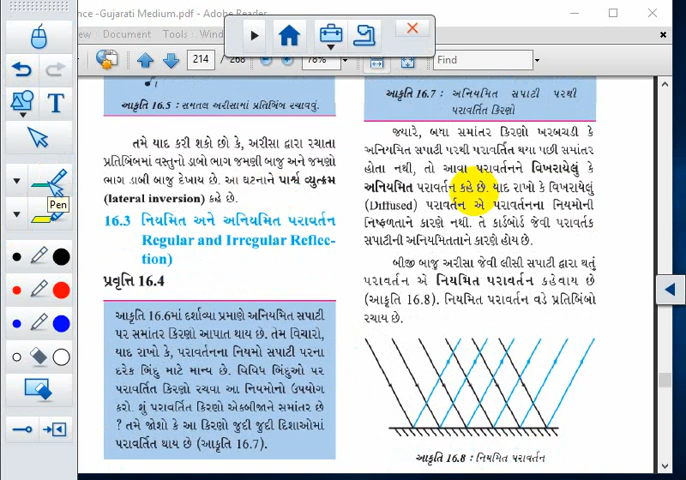 nce -Gujarati Medium.pdf - Adobe Reader
ew Document Tools Window Help
214 / 268 78% Find
Pen
આકૃતિ 16.5 : સમતલ અરીસામાં પ્રતિબિંબ રચાવવું.
તમે યાદ કરી શકો છો કે, અરીસા દ્વારા રચાતા
પ્રતિબિંબમાં વસ્તુનો ડાબો ભાગ જમણી બાજુ અને જમણો
ભાગ ડાબી બાજુ દેખાય છે. આ ઘટનાને પાર્શ્વ વ્યુત્ક્રમ
(lateral inversion) કહે છે.
16.3 નિયમિત અને અનિયમિત પરાવર્તન
Regular and Irregular Reflec-
tion)
પ્રવૃત્તિ 16.4
આકૃતિ 16.6માં દર્શાવ્યા પ્રમાણે અનિયમિત સપાટી
પર સમાંતર કિરણો આપાત થાય છે. તેમ વિચારો,
યાદ રાખો કે, પરાવર્તનના નિયમો સપાટી પરના
દરેક બિંદુ માટે માન્ય છે. વિવિધ બિંદુઓ પર
પરાવર્તિત કિરણો રચવા આ નિયમોનો ઉપયોગ
કરો. શું પરાવર્તિત કિરણો એકબીજાને સમાંતર છે
? તમે જોશો કે આ કિરણો જુદી જુદી દિશાઓમાં
પરાવર્તિત થાય છે (આકૃતિ 16.7).
આકૃતિ 16.7 : અનિયમિત સપાટી પરથી
પરાવર્તિત કિરણો
જ્યારે, બધા સમાંતર કિરણો ખરબચડી કે
અનિયમિત સપાટી પરથી પરાવર્તિત થયા પછી સમાંતર
હોતા નથી, તો આવા પરાવર્તનને વિખરાયેલું કે
અનિયમિત પરાવર્તન કહે છે. યાદ રાખો કે વિખરાયેલું
(Diffused) પરાવર્તન એ પરાવર્તનના નિયમોની
નિષ્ફળતાને કારણે નથી. તે કાર્ડબોર્ડ જેવી પરાવર્તક
સપાટીની અનિયમિતતાને કારણે હોય છે.
બીજી બાજુ અરીસા જેવી લીસી સપાટી દ્વારા થતું
પરાવર્તન એ નિયમિત પરાવર્તન કહેવાય છે
(આકૃતિ 16.8). નિયમિત પરાવર્તન વડે પ્રતિબિંબો
રચાય છે.
આકૃતિ 16.8 : નિયમિત પરાવર્તન